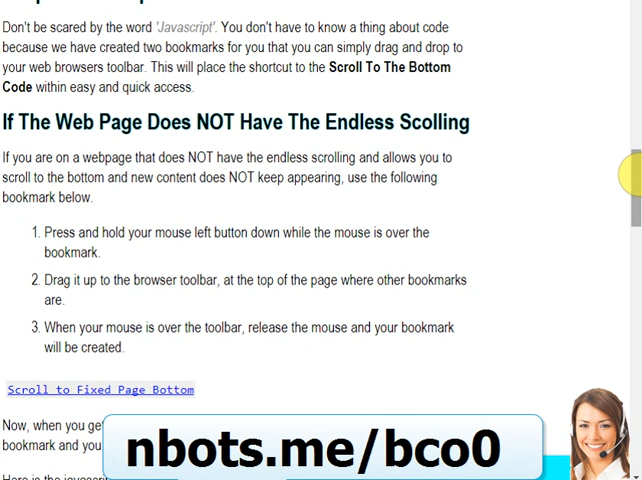 Don't be scared by the word 'Javascript'. You don't have to know a thing about code
because we have created two bookmarks for you that you can simply drag and drop to
your web browsers toolbar. This will place the shortcut to the Scroll To The Bottom
Code within easy and quick access.
If The Web Page Does NOT Have The Endless Scolling
If you are on a webpage that does NOT have the endless scrolling and allows you to
scroll to the bottom and new content does NOT keep appearing, use the following
bookmark below.
1. Press and hold your mouse left button down while the mouse is over the
bookmark.
2. Drag it up to the browser toolbar, at the top of the page where other bookmarks
are.
3. When your mouse is over the toolbar, release the mouse and your bookmark
will be created.
Scroll to Fixed Page Bottom
Now, when you
bookmark and you
nbots.me/bco0